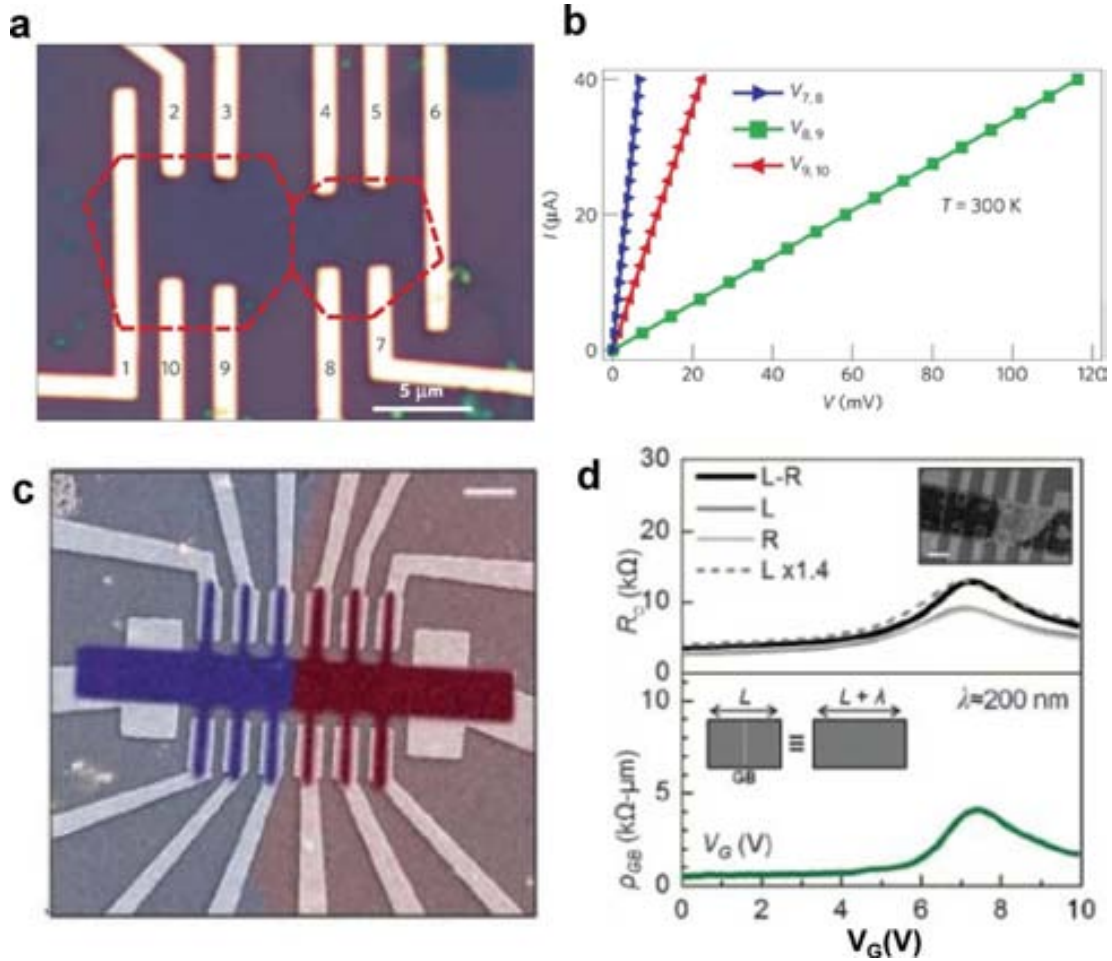 a
2
3
4
5
6
1
10
9
8
7
5 μm
b
40
20
0
I (μA)
V7,8
V8,9
V9,10
T = 300 K
0 20 40 60 80 100 120
V (mV)
c
d
30
20
10
0
R□ (kΩ)
L-R
L
R
L x1.4
10
5
0
ρGB (kΩ-μm)
L
L + λ
λ≈200 nm
≡
GB
VG (V)
0 2 4 6 8 10
VG(V)